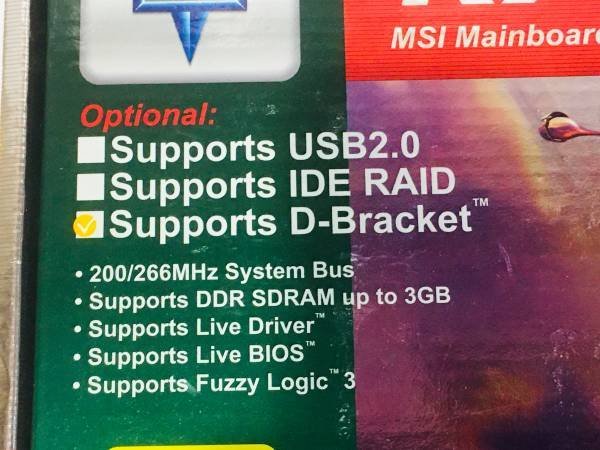 MSI Mainboard
Optional:
Supports USB2.0
Supports IDE RAID
Supports D-Bracket™
• 200/266MHz System Bus
• Supports DDR SDRAM up to 3GB
• Supports Live Driver™
• Supports Live BIOS™
• Supports Fuzzy Logic™ 3